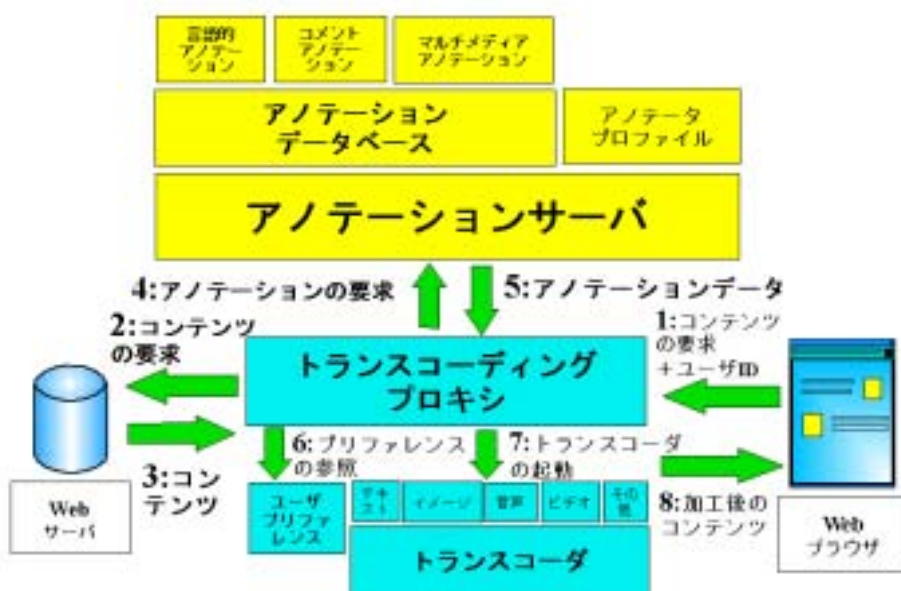 言語的
アノテー
ション
コメント
アノテー
ション
マルチメディア
アノテーション
アノテーション
データベース
アノテータ
プロファイル
アノテーションサーバ
4:アノテーションの要求
5:アノテーションデータ
2:コンテンツ
の要求
1:コンテンツ
の要求
+ユーザID
トランスコーディング
プロキシ
3:コン
テンツ
6:プリファレンス
の参照
7:トランスコーダ
の起動
8:加工後の
コンテンツ
Web
サーバ
ユーザ
プリファ
レンス
テキ
スト
イメージ
音声
ビデオ
その
他
トランスコーダ
Web
ブラウザ